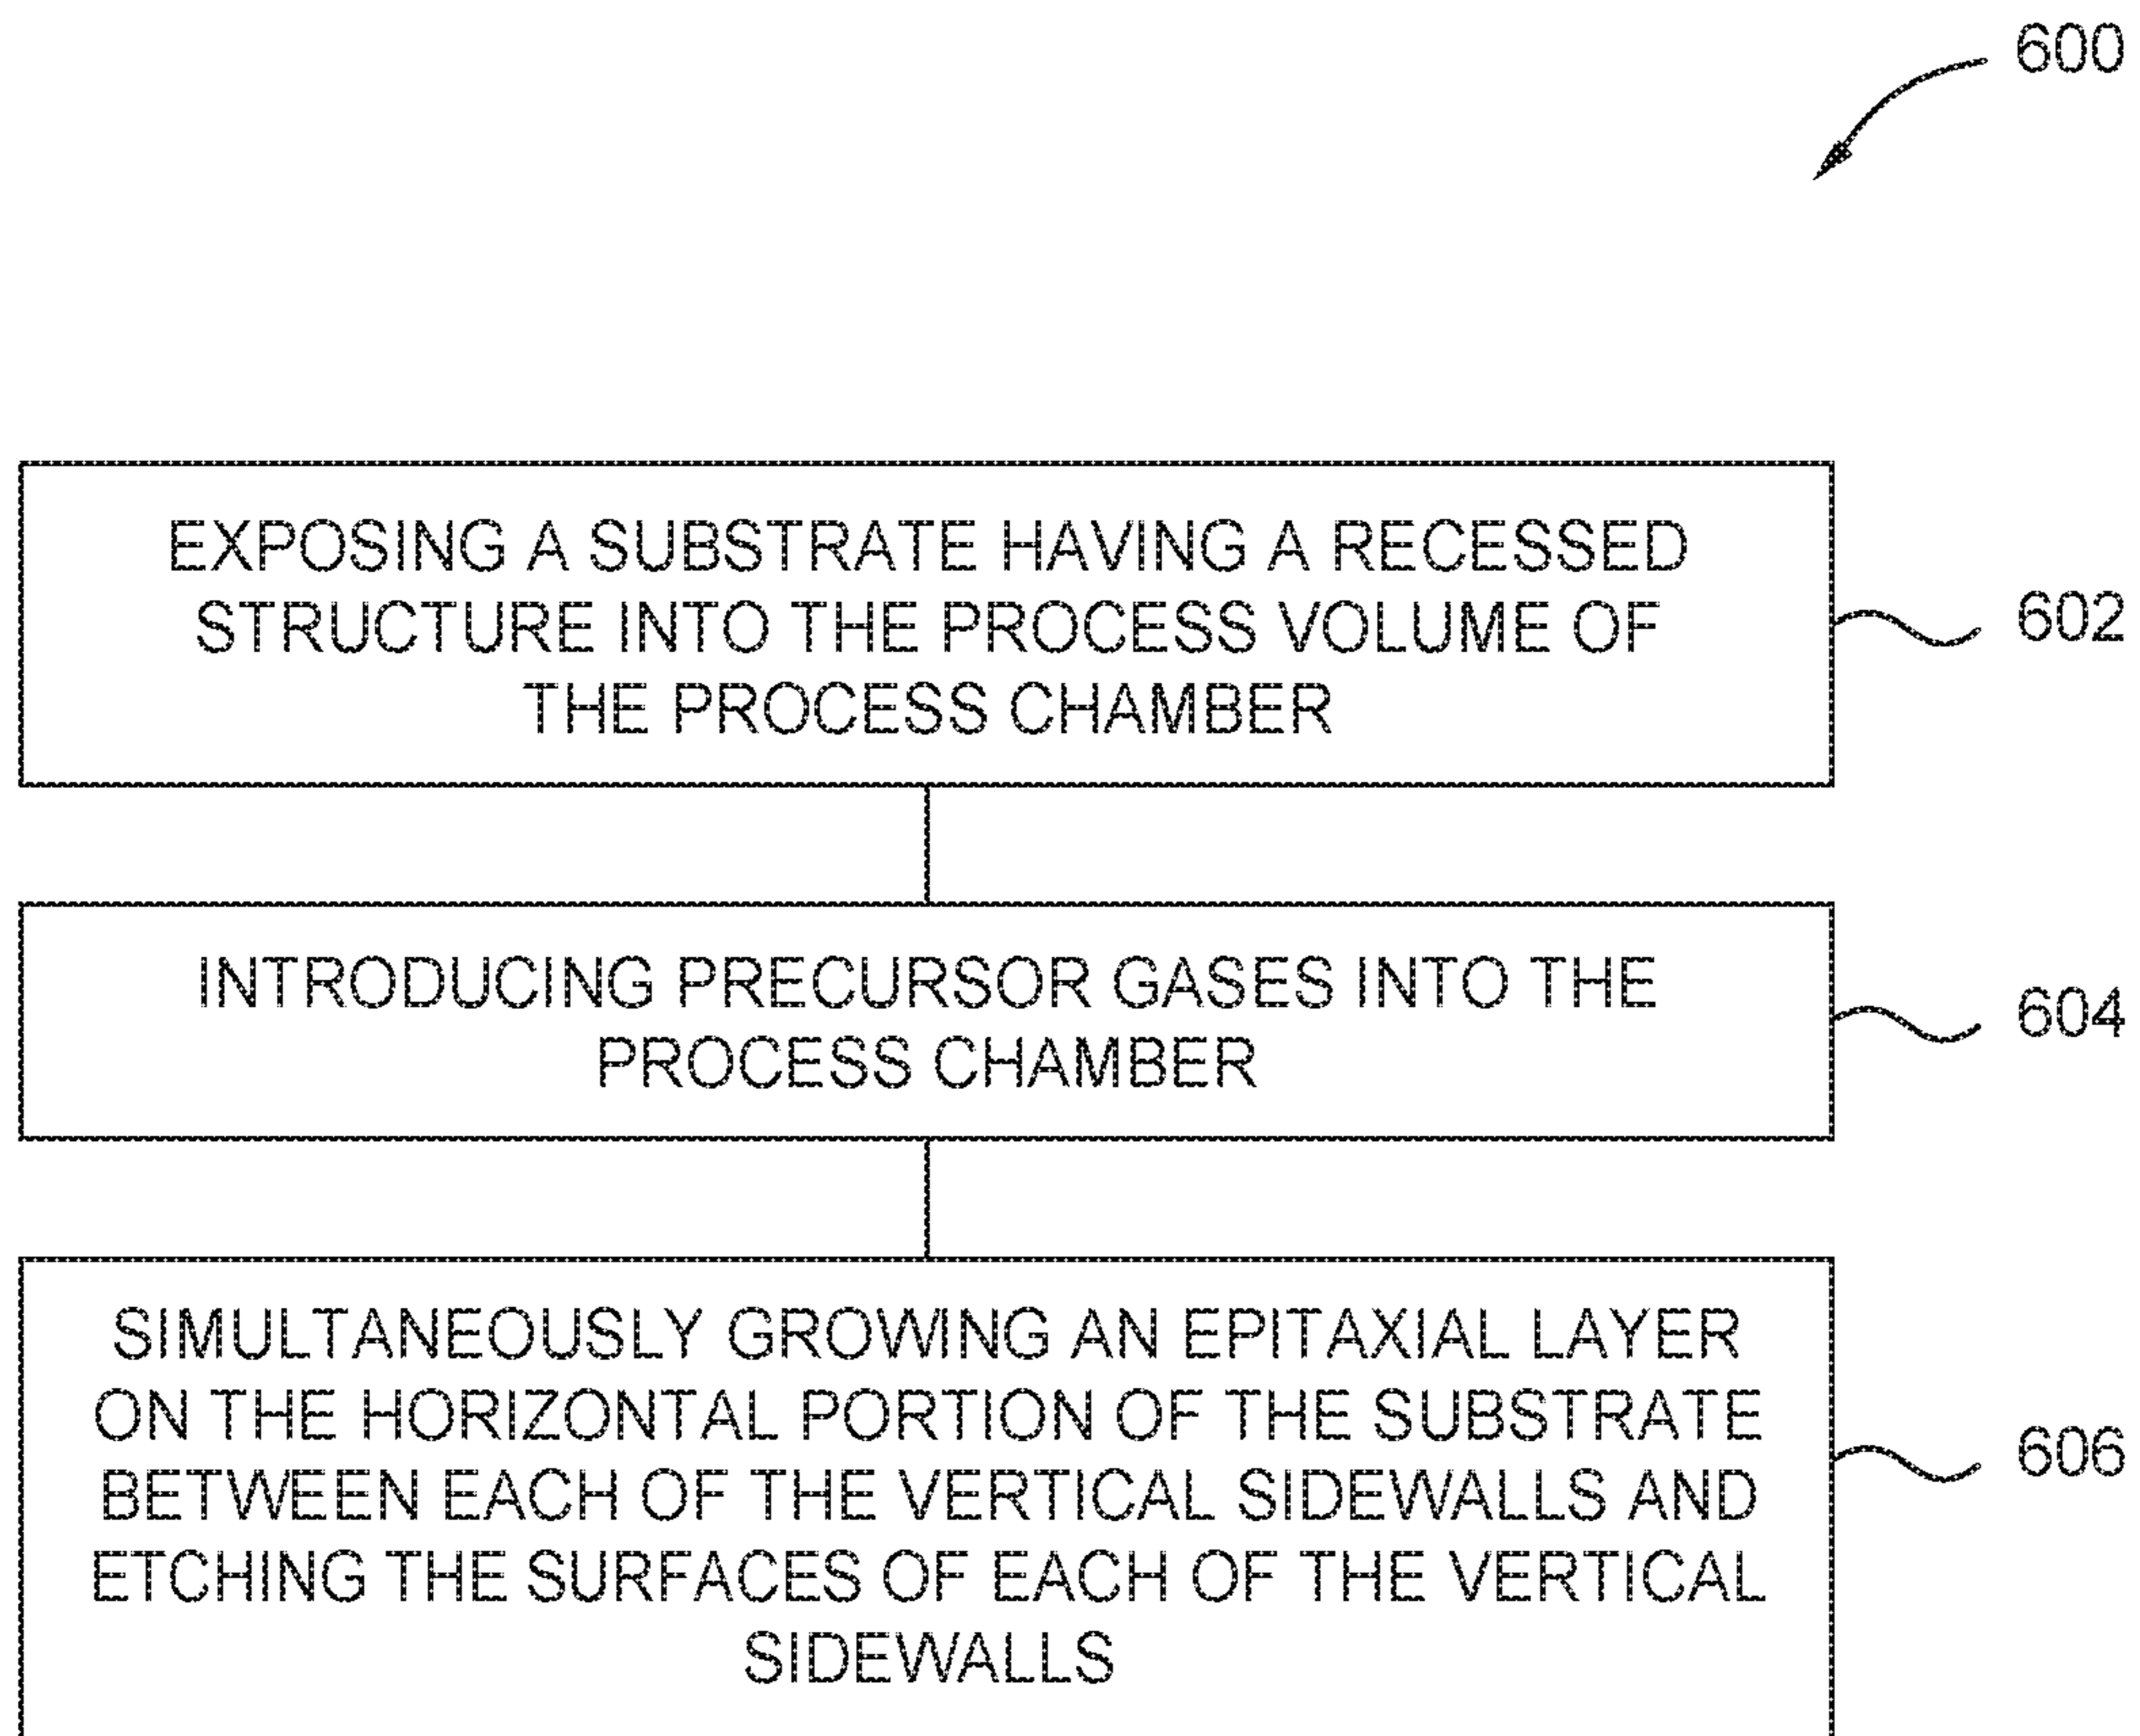 600
EXPOSING A SUBSTRATE HAVING A RECESSED
STRUCTURE INTO THE PROCESS VOLUME OF
THE PROCESS CHAMBER
602
INTRODUCING PRECURSOR GASES INTO THE
PROCESS CHAMBER
604
SIMULTANEOUSLY GROWING AN EPITAXIAL LAYER
ON THE HORIZONTAL PORTION OF THE SUBSTRATE
BETWEEN EACH OF THE VERTICAL SIDEWALLS AND
ETCHING THE SURFACES OF EACH OF THE VERTICAL
SIDEWALLS
606